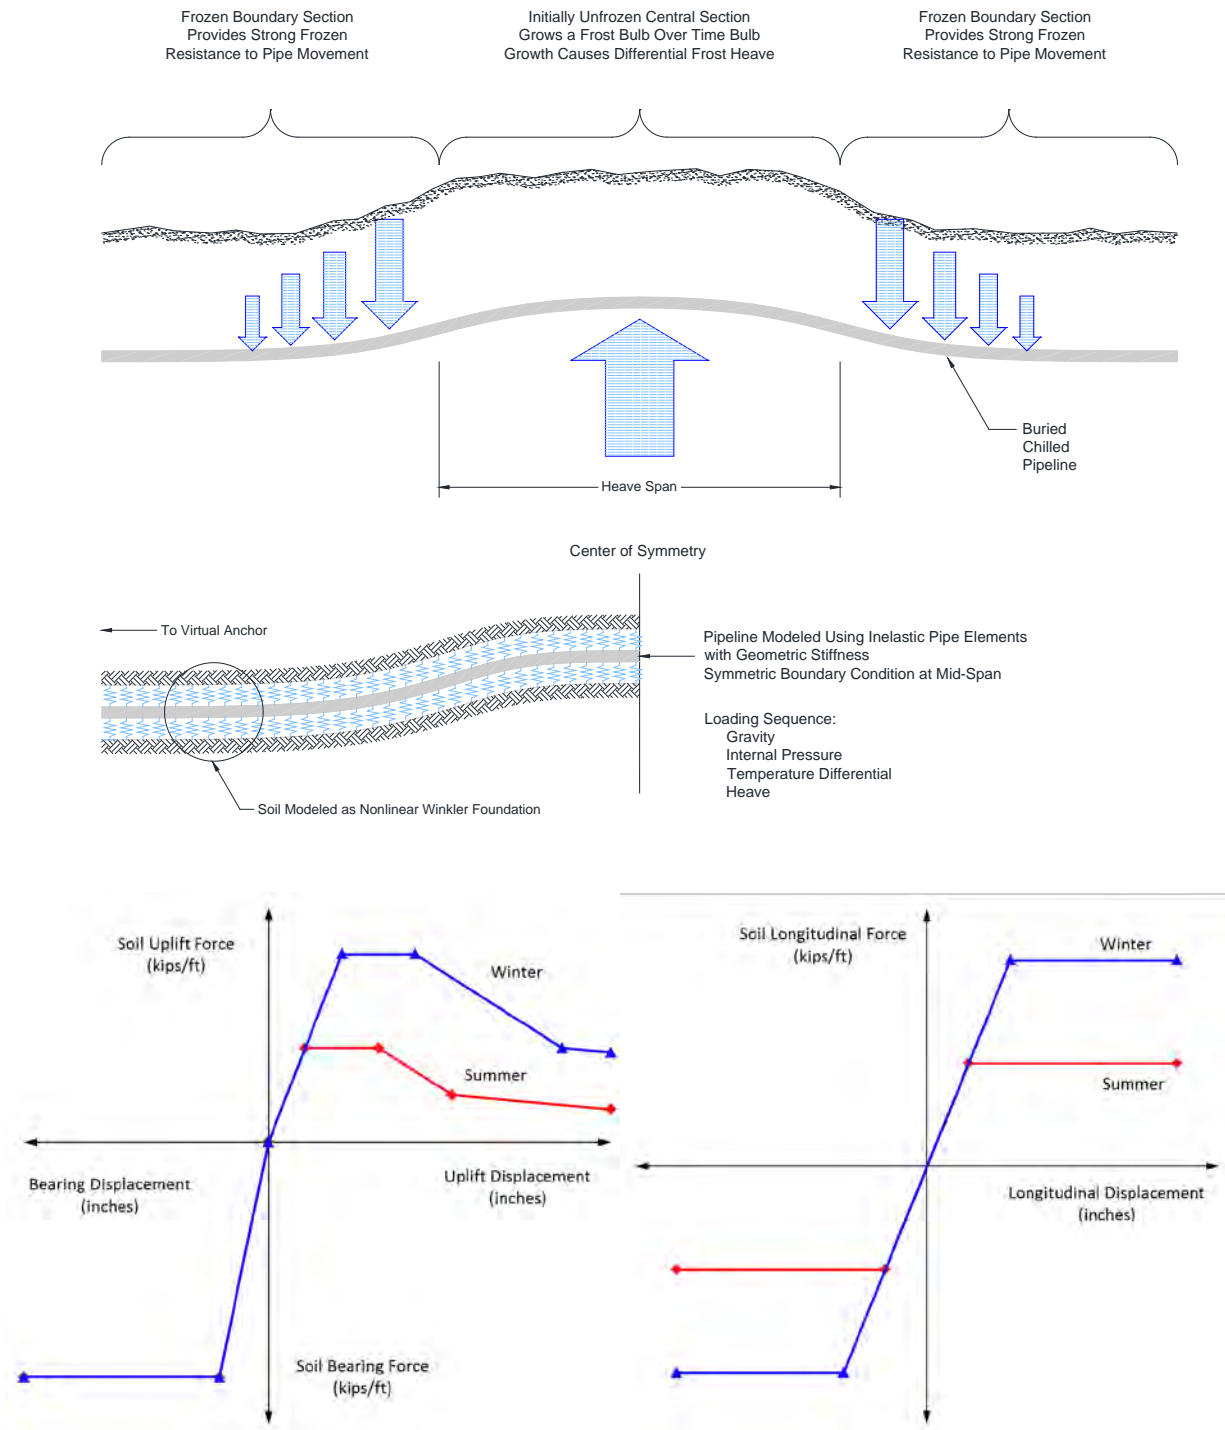 Frozen Boundary Section
Provides Strong Frozen
Resistance to Pipe Movement
Initially Unfrozen Central Section
Grows a Frost Bulb Over Time Bulb
Growth Causes Differential Frost Heave
Frozen Boundary Section
Provides Strong Frozen
Resistance to Pipe Movement
Buried
Chilled
Pipeline
Heave Span
Center of Symmetry
To Virtual Anchor
Pipeline Modeled Using Inelastic Pipe Elements
with Geometric Stiffness
Symmetric Boundary Condition at Mid-Span
Loading Sequence:
Gravity
Internal Pressure
Temperature Differential
Heave
Soil Modeled as Nonlinear Winkler Foundation
Soil Uplift Force
(kips/ft)
Winter
Summer
Bearing Displacement
(inches)
Uplift Displacement
(inches)
Soil Bearing Force
(kips/ft)
Soil Longitudinal Force
(kips/ft)
Winter
Summer
Longitudinal Displacement
(inches)